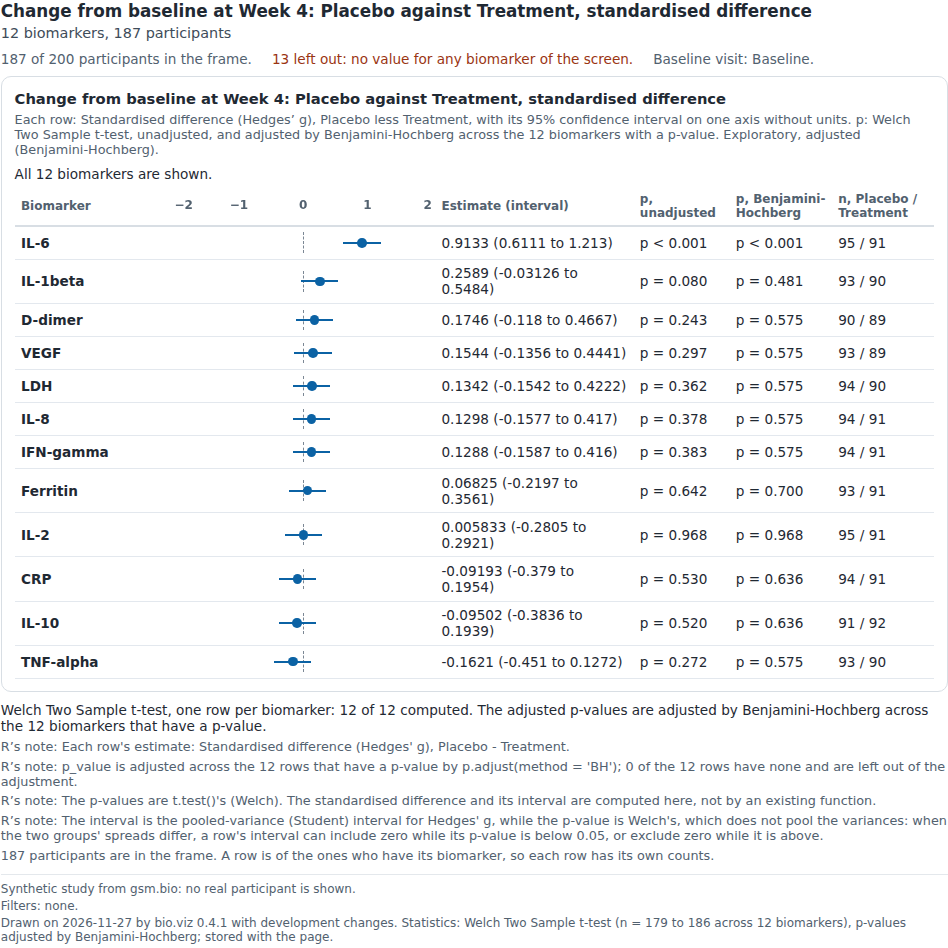 Change from baseline at Week 4: Placebo against Treatment, standardised difference
12 biomarkers, 187 participants
187 of 200 participants in the frame. 13 left out: no value for any biomarker of the screen. Baseline visit: Baseline.
Change from baseline at Week 4: Placebo against Treatment, standardised difference
Each row: Standardised difference (Hedges’ g), Placebo less Treatment, with its 95% confidence interval on one axis without units. p: Welch
Two Sample t-test, unadjusted, and adjusted by Benjamini-Hochberg across the 12 biomarkers with a p-value. Exploratory, adjusted
(Benjamini-Hochberg).
All 12 biomarkers are shown.
Biomarker −2 −1 0 1 2 Estimate (interval) p, unadjusted p, Benjamini-Hochberg n, Placebo / Treatment
IL-6 0.9133 (0.6111 to 1.213) p < 0.001 p < 0.001 95 / 91
IL-1beta 0.2589 (-0.03126 to 0.5484) p = 0.080 p = 0.481 93 / 90
D-dimer 0.1746 (-0.118 to 0.4667) p = 0.243 p = 0.575 90 / 89
VEGF 0.1544 (-0.1356 to 0.4441) p = 0.297 p = 0.575 93 / 89
LDH 0.1342 (-0.1542 to 0.4222) p = 0.362 p = 0.575 94 / 90
IL-8 0.1298 (-0.1577 to 0.417) p = 0.378 p = 0.575 94 / 91
IFN-gamma 0.1288 (-0.1587 to 0.416) p = 0.383 p = 0.575 94 / 91
Ferritin 0.06825 (-0.2197 to 0.3561) p = 0.642 p = 0.700 93 / 91
IL-2 0.005833 (-0.2805 to 0.2921) p = 0.968 p = 0.968 95 / 91
CRP -0.09193 (-0.379 to 0.1954) p = 0.530 p = 0.636 94 / 91
IL-10 -0.09502 (-0.3836 to 0.1939) p = 0.520 p = 0.636 91 / 92
TNF-alpha -0.1621 (-0.451 to 0.1272) p = 0.272 p = 0.575 93 / 90
Welch Two Sample t-test, one row per biomarker: 12 of 12 computed. The adjusted p-values are adjusted by Benjamini-Hochberg across
the 12 biomarkers that have a p-value.
R’s note: Each row's estimate: Standardised difference (Hedges' g), Placebo - Treatment.
R’s note: p_value is adjusted across the 12 rows that have a p-value by p.adjust(method = 'BH'); 0 of the 12 rows have none and are left out of the
adjustment.
R’s note: The p-values are t.test()'s (Welch). The standardised difference and its interval are computed here, not by an existing function.
R’s note: The interval is the pooled-variance (Student) interval for Hedges' g, while the p-value is Welch's, which does not pool the variances: when
the two groups' spreads differ, a row's interval can include zero while its p-value is below 0.05, or exclude zero while it is above.
187 participants are in the frame. A row is of the ones who have its biomarker, so each row has its own counts.
Synthetic study from gsm.bio: no real participant is shown.
Filters: none.
Drawn on 2026-11-27 by bio.viz 0.4.1 with development changes. Statistics: Welch Two Sample t-test (n = 179 to 186 across 12 biomarkers), p-values
adjusted by Benjamini-Hochberg; stored with the page.